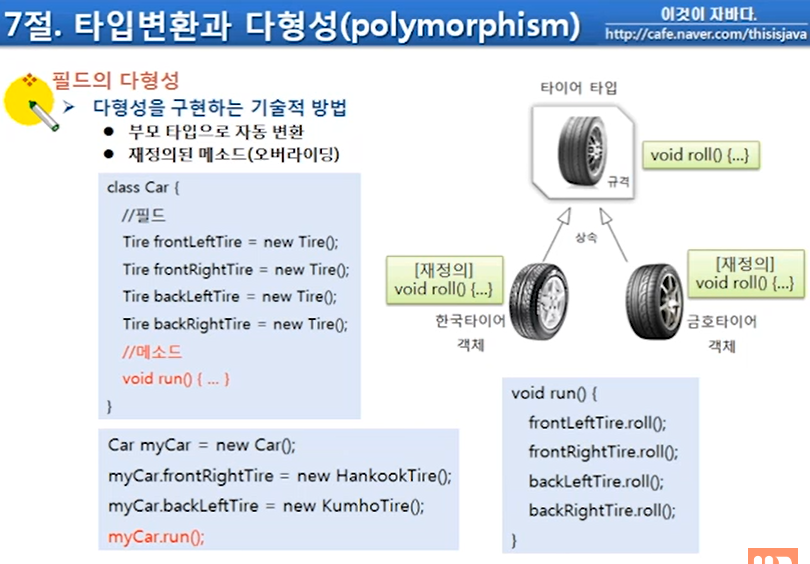 7절. 타입변환과 다형성(polymorphism)
이것이 자바다.
http://cafe.naver.com/thisisjava
필드의 다형성
다형성을 구현하는 기술적 방법
● 부모 타입으로 자동 변환
● 재정의된 메소드(오버라이딩)
class Car {
//필드
Tire frontLeftTire = new Tire();
Tire frontRightTire = new Tire();
Tire backLeftTire = new Tire();
Tire backRightTire = new Tire();
//메소드
void run() { ... }
}
Car myCar = new Car();
myCar.frontRightTire = new HankookTire();
myCar.backLeftTire = new KumhoTire();
myCar.run();
타이어 타입
규격
void roll() {...}
상속
[재정의]
void roll() {...}
한국타이어
객체
[재정의]
void roll() {...}
금호타이어
객체
void run() {
frontLeftTire.roll();
frontRightTire.roll();
backLeftTire.roll();
backRightTire.roll();
}